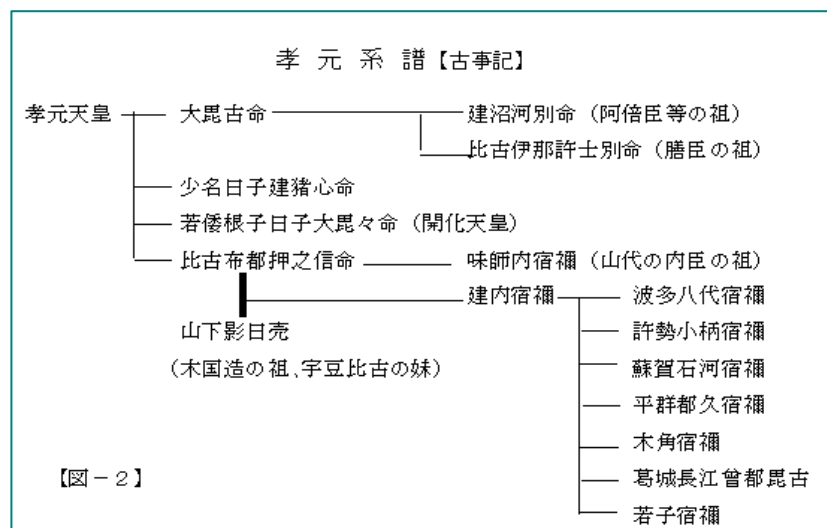 孝元系譜【古事記】
孝元天皇 大毘古命 建沼河別命(阿倍臣等の祖)
比古伊那許士別命(膳臣の祖)
少名日子建猪心命
若倭根子日子大毘々命(開化天皇)
比古布都押之信命 味師内宿禰(山代の内臣の祖)
建内宿禰 波多八代宿禰
山下影日売 許勢小柄宿禰
(木国造の祖、宇豆比古の妹) 蘇賀石河宿禰
平群都久宿禰
木角宿禰
【図-2】 葛城長江曾都毘古
若子宿禰